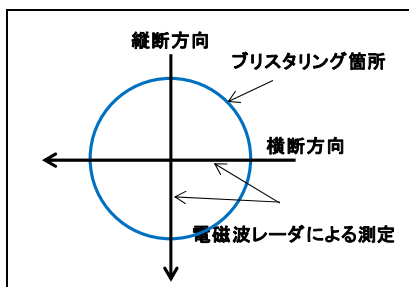 縦断方向
ブリスタリング箇所
横断方向
電磁波レーダによる測定